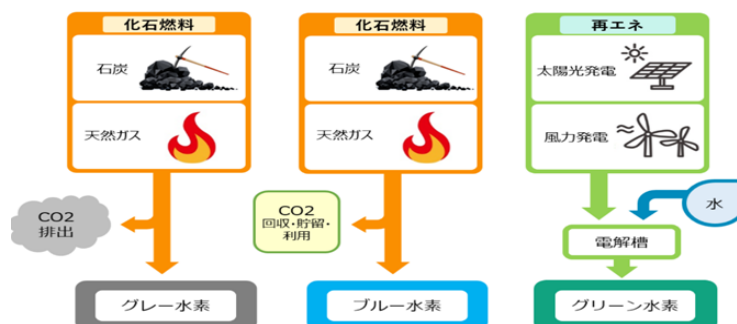 化石燃料
石炭
天然ガス
CO2
排出
グレー水素
化石燃料
石炭
天然ガス
CO2
回収・貯留・
利用
ブルー水素
再エネ
太陽光発電
風力発電
水
電解槽
グリーン水素